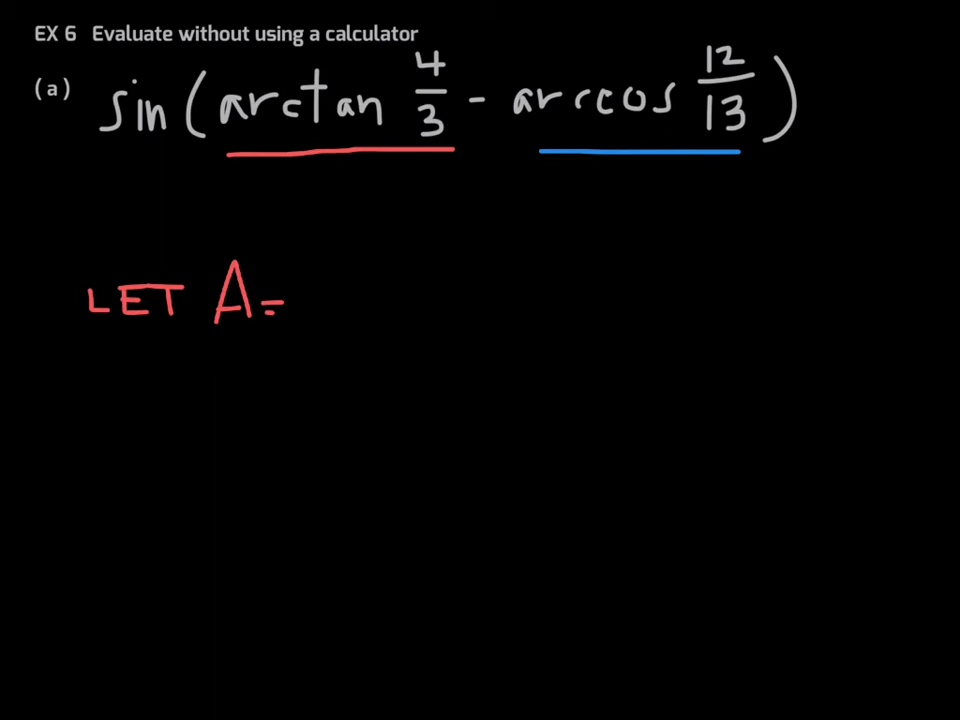 EX 6 Evaluate without using a calculator
(a) sin(arctan 4/3 - arccos 12/13)
LET A=